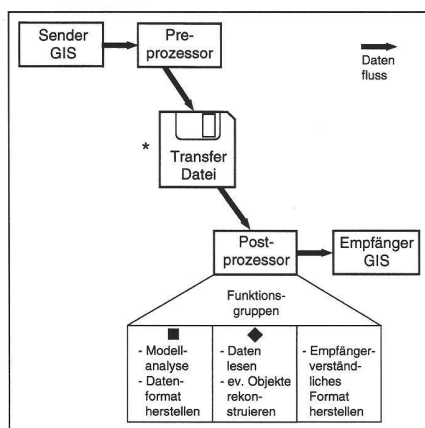 Sender
GIS
Pre-
prozessor
Daten
fluss
*
Transfer
Datei
Post-
prozessor
Empfänger
GIS
Funktions-
gruppen
- Modell-
analyse
- Daten-
format
herstellen
- Daten
lesen
- ev. Objekte
rekon-
struieren
- Empfänger-
verständ-
liches
Format
herstellen